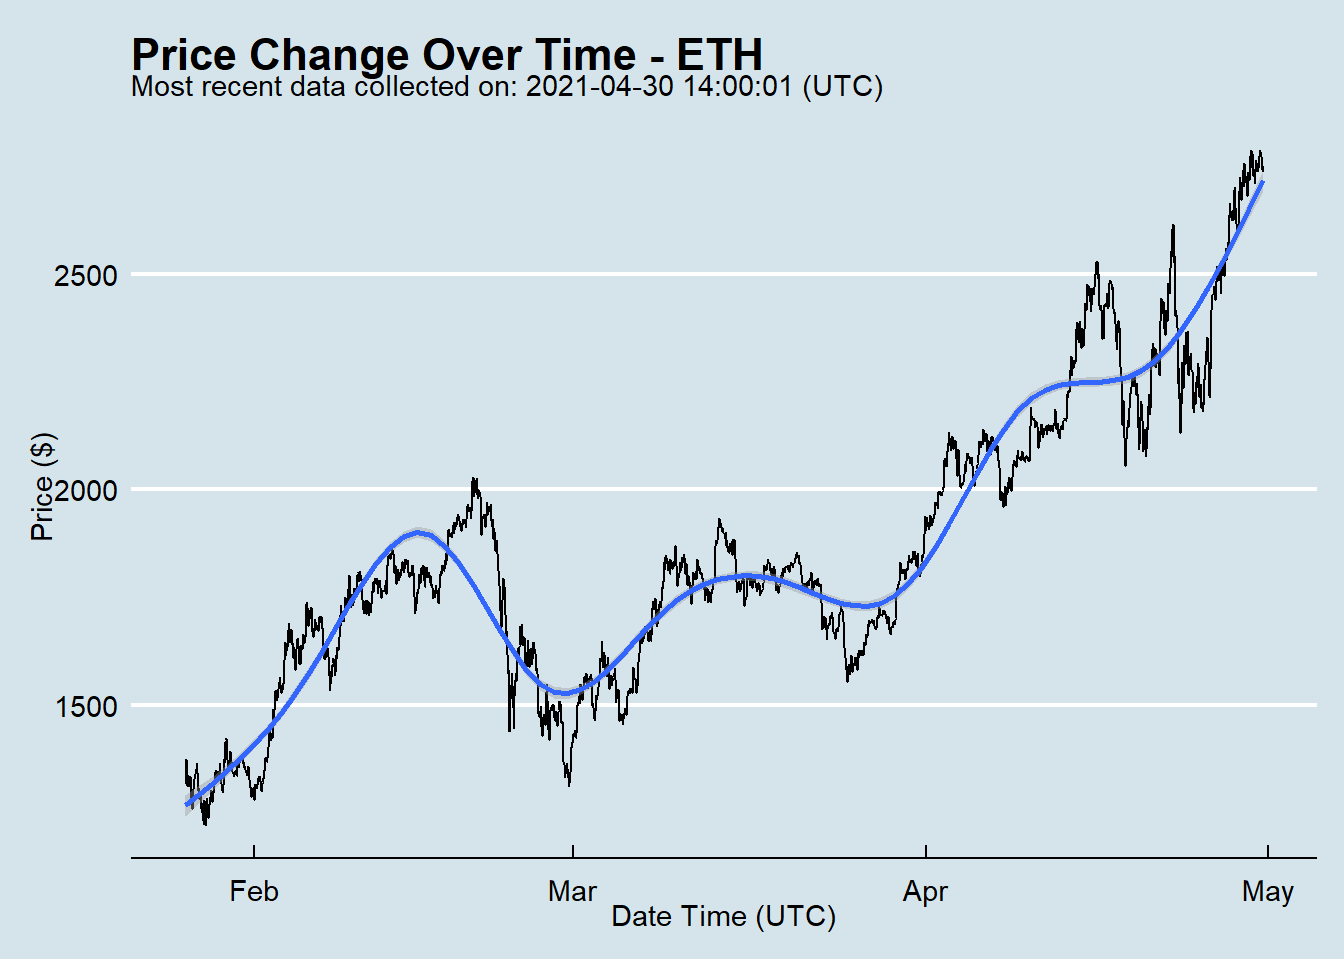 Price Change Over Time - ETH
Most recent data collected on: 2021-04-30 14:00:01 (UTC)
Price ($)
2500
2000
1500
Feb Mar Apr May
Date Time (UTC)